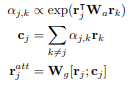 α_{j,k} ∝ exp(r_j^⊺ W_a r_k)
c_j = ∑_{k≠j} α_{j,k} r_k
r_j^{att} = W_g[r_j; c_j]